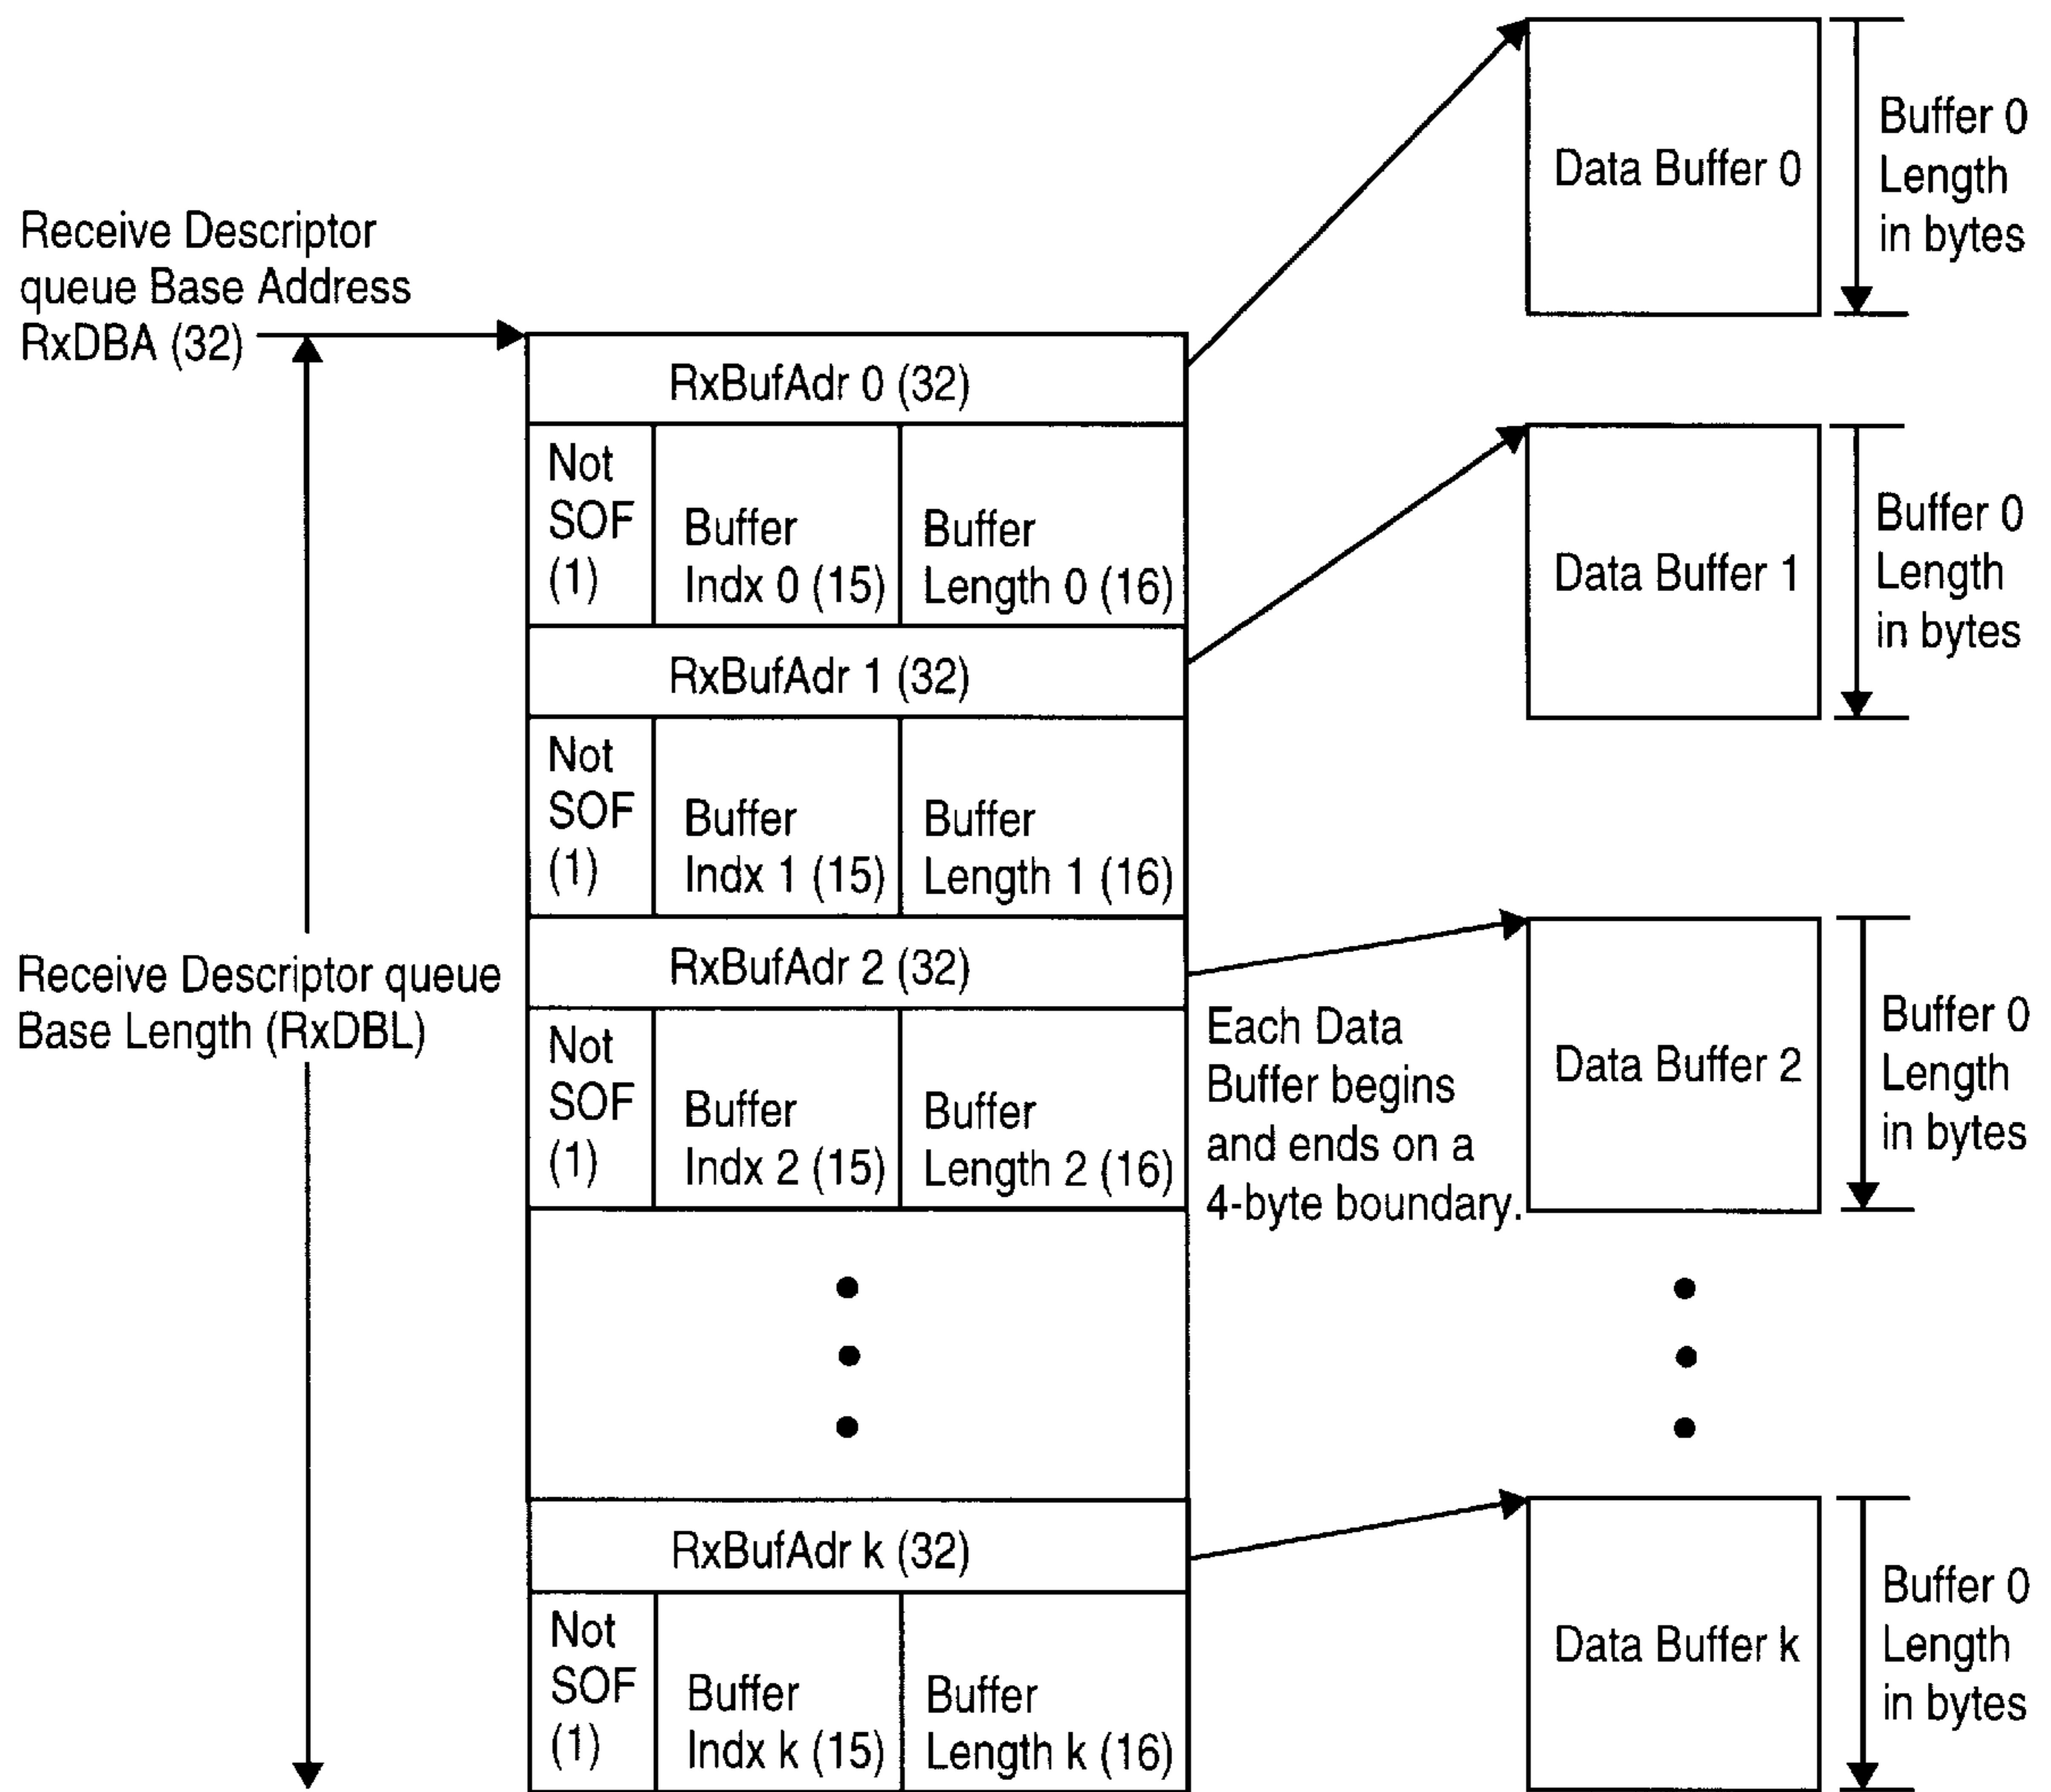 Data Buffer 0
Buffer 0
Length
in bytes
Receive Descriptor
queue Base Address
RxDBA (32)
RxBufAdr 0 (32)
Not
SOF
(1)
Buffer
Indx 0 (15)
Buffer
Length 0 (16)
Data Buffer 1
Buffer 0
Length
in bytes
RxBufAdr 1 (32)
Not
SOF
(1)
Buffer
Indx 1 (15)
Buffer
Length 1 (16)
Receive Descriptor queue
Base Length (RxDBL)
RxBufAdr 2 (32)
Not
SOF
(1)
Buffer
Indx 2 (15)
Buffer
Length 2 (16)
Each Data
Buffer begins
and ends on a
4-byte boundary.
Data Buffer 2
Buffer 0
Length
in bytes
RxBufAdr k (32)
Not
SOF
(1)
Buffer
Indx k (15)
Buffer
Length k (16)
Data Buffer k
Buffer 0
Length
in bytes